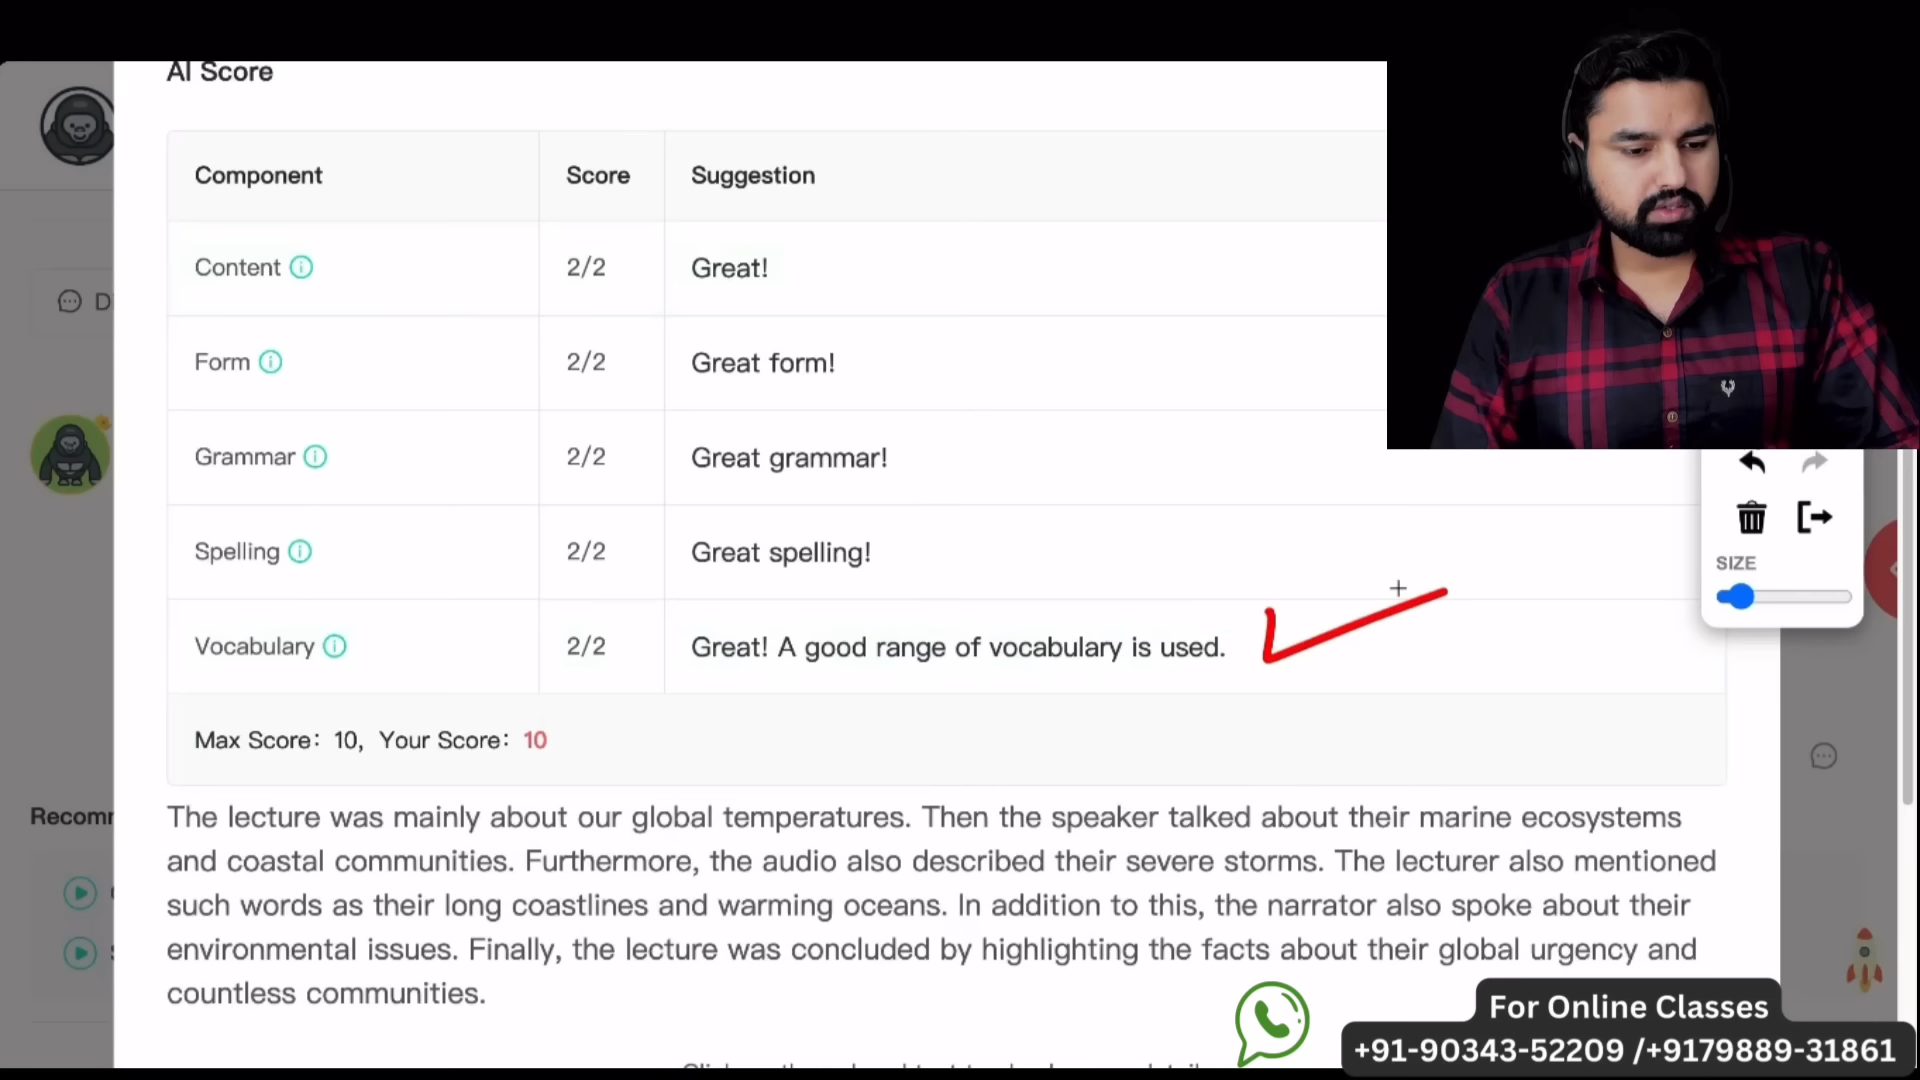 AI Score
Component Score Suggestion
Content 2/2 Great!
Form 2/2 Great form!
Grammar 2/2 Great grammar!
Spelling 2/2 Great spelling!
Vocabulary 2/2 Great! A good range of vocabulary is used.
Max Score: 10, Your Score: 10
The lecture was mainly about our global temperatures. Then the speaker talked about their marine ecosystems
and coastal communities. Furthermore, the audio also described their severe storms. The lecturer also mentioned
such words as their long coastlines and warming oceans. In addition to this, the narrator also spoke about their
environmental issues. Finally, the lecture was concluded by highlighting the facts about their global urgency and
countless communities.
D
Recom
SIZE
For Online Classes
+91-90343-52209 /+9179889-31861